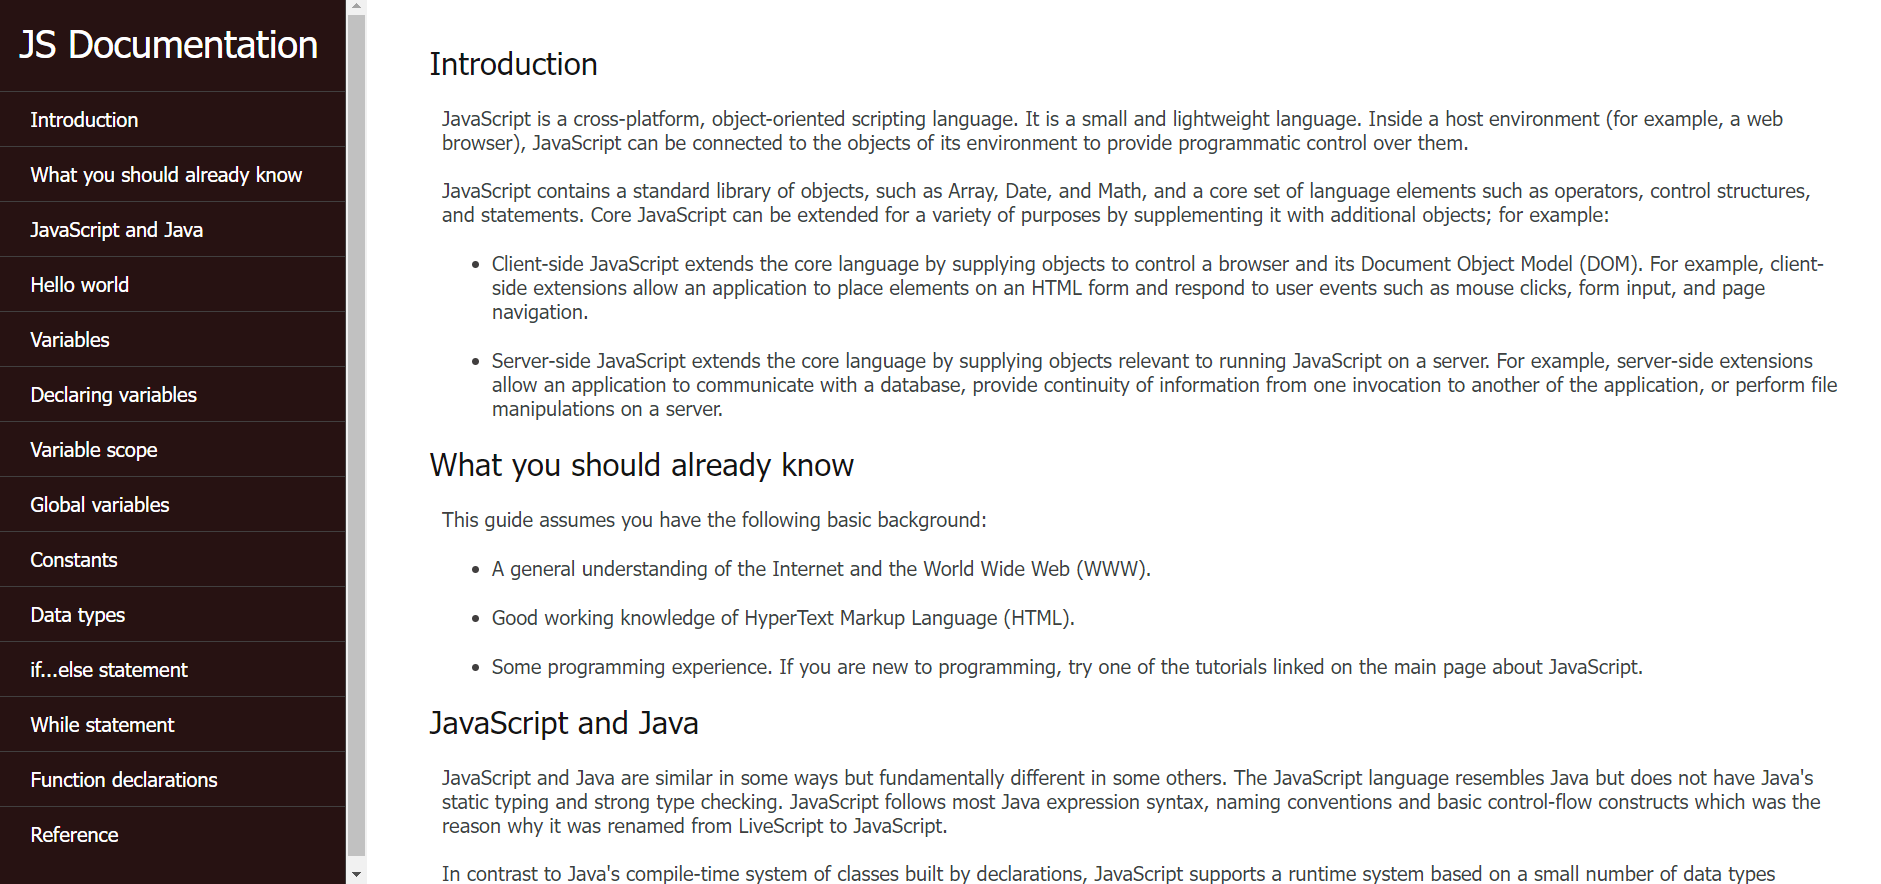 JS Documentation
Introduction
What you should already know
JavaScript and Java
Hello world
Variables
Declaring variables
Variable scope
Global variables
Constants
Data types
if...else statement
While statement
Function declarations
Reference
Introduction
JavaScript is a cross-platform, object-oriented scripting language. It is a small and lightweight language. Inside a host environment (for example, a web
browser), JavaScript can be connected to the objects of its environment to provide programmatic control over them.
JavaScript contains a standard library of objects, such as Array, Date, and Math, and a core set of language elements such as operators, control structures,
and statements. Core JavaScript can be extended for a variety of purposes by supplementing it with additional objects; for example:
• Client-side JavaScript extends the core language by supplying objects to control a browser and its Document Object Model (DOM). For example, client-
side extensions allow an application to place elements on an HTML form and respond to user events such as mouse clicks, form input, and page
navigation.
• Server-side JavaScript extends the core language by supplying objects relevant to running JavaScript on a server. For example, server-side extensions
allow an application to communicate with a database, provide continuity of information from one invocation to another of the application, or perform file
manipulations on a server.
What you should already know
This guide assumes you have the following basic background:
• A general understanding of the Internet and the World Wide Web (WWW).
• Good working knowledge of HyperText Markup Language (HTML).
• Some programming experience. If you are new to programming, try one of the tutorials linked on the main page about JavaScript.
JavaScript and Java
JavaScript and Java are similar in some ways but fundamentally different in some others. The JavaScript language resembles Java but does not have Java's
static typing and strong type checking. JavaScript follows most Java expression syntax, naming conventions and basic control-flow constructs which was the
reason why it was renamed from LiveScript to JavaScript.
In contrast to Java's compile-time system of classes built by declarations, JavaScript supports a runtime system based on a small number of data types